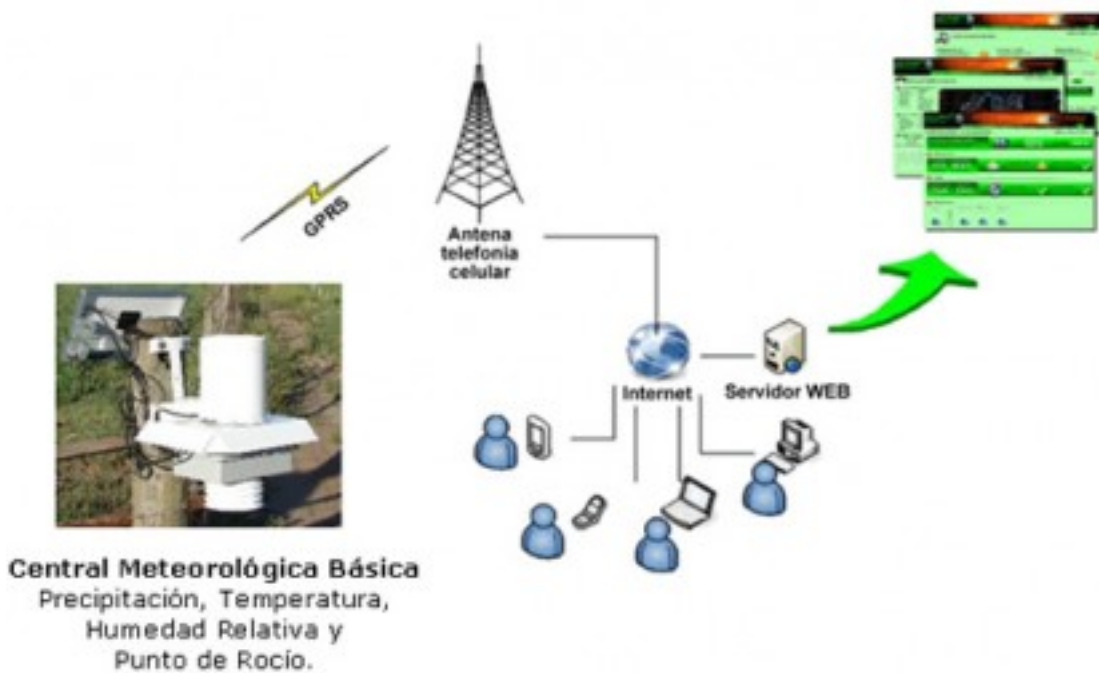 GPRS
Antena
telefonia
celular
Internet
Servidor WEB
Central Meteorológica Básica
Precipitación, Temperatura,
Humedad Relativa y
Punto de Rocío.